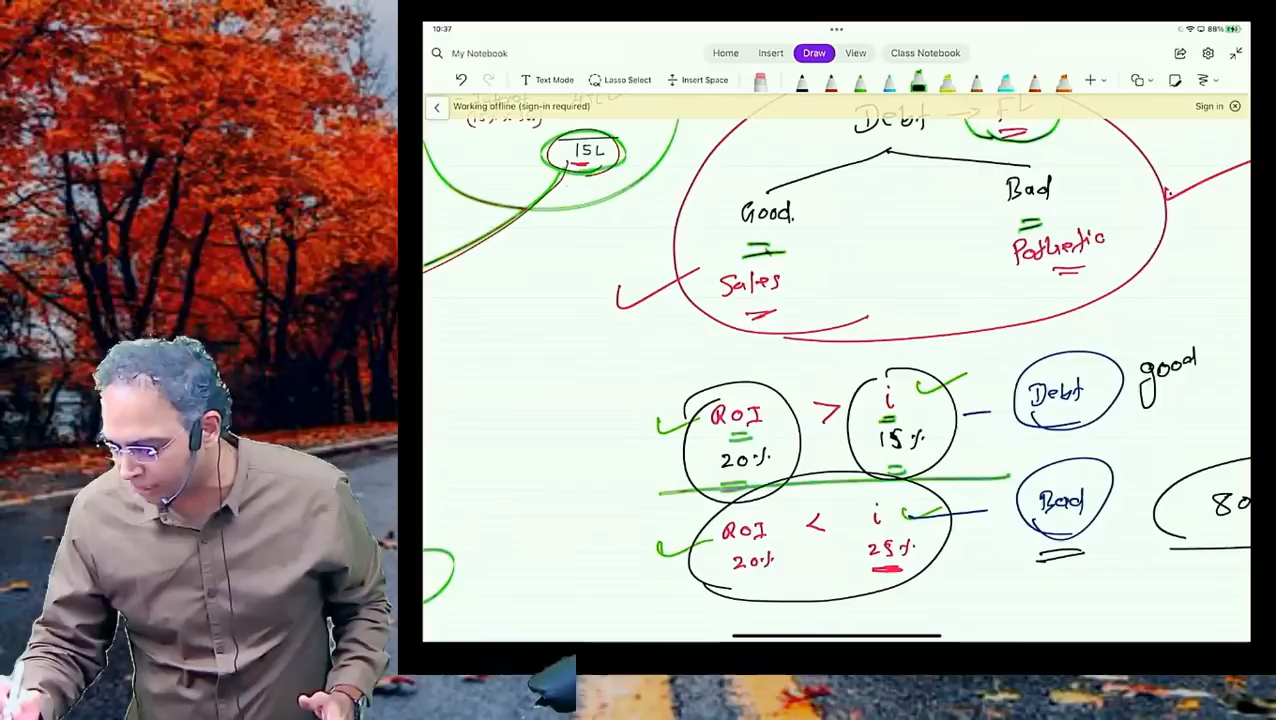 10:37
88%
My Notebook
Home Insert Draw View Class Notebook
Text Mode Lasso Select Insert Space
Working offline (sign-in required) Sign in
15L
Debt → FL
Good. Bad
Sales Pathetic
ROI > i — Debt good
20% 15%
ROI < i — Bad 80
20% 25%